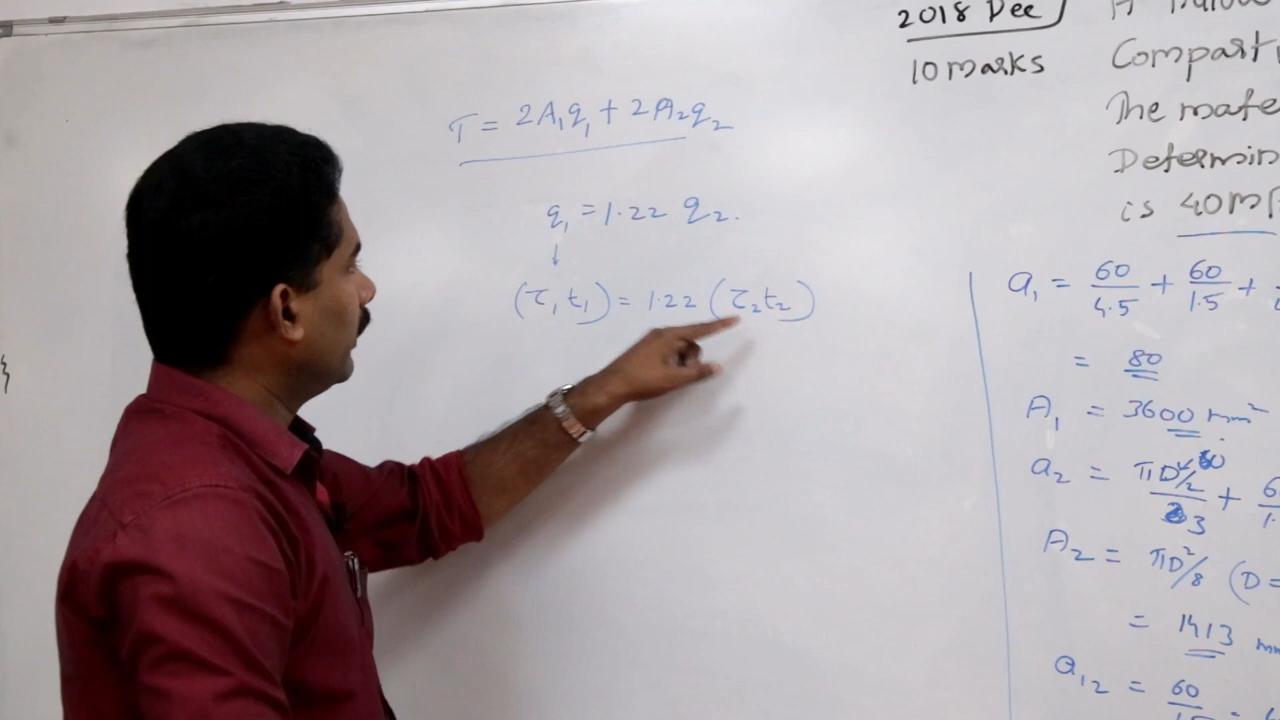 T = 2A₁q₁ + 2A₂q₂
q₁ = 1.22 q₂.
↓
(τ₁t₁) = 1.22 (τ₂t₂)
2018 Dec
10 marks
A
Compart
The mate
Determin
is 40MP
a₁ = 60/4.5 + 60/1.5 +
= 80
A₁ = 3600 mm²
a₂ = πD/2 / 3 +
A₂ = πD²/8 (D =
= 1413 mm
a₁₂ = 60